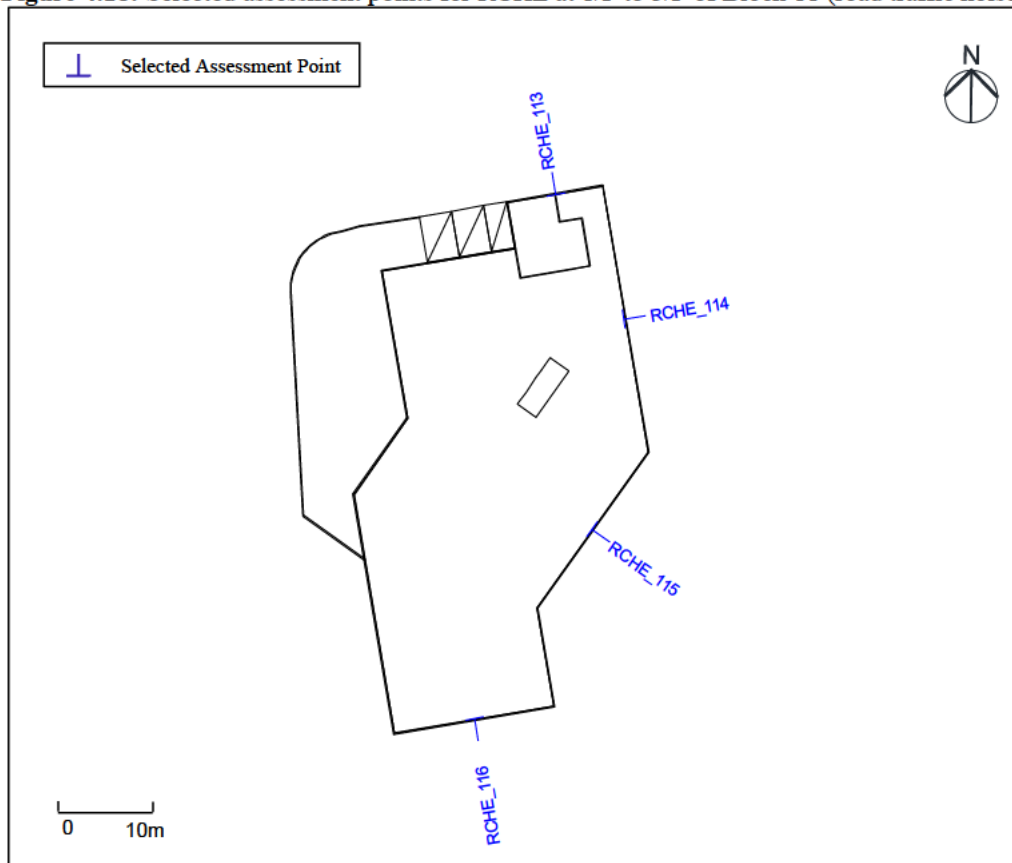 Selected Assessment Point
N
RCHE_113
RCHE_114
RCHE_115
RCHE_116
0 10m